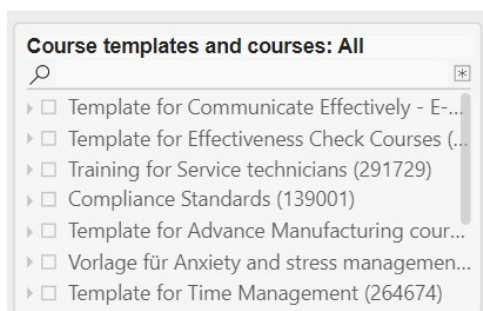 Course templates and courses: All
Template for Communicate Effectively - E-...
Template for Effectiveness Check Courses (...
Training for Service technicians (291729)
Compliance Standards (139001)
Template for Advance Manufacturing cour...
Vorlage für Anxiety and stress managemen...
Template for Time Management (264674)